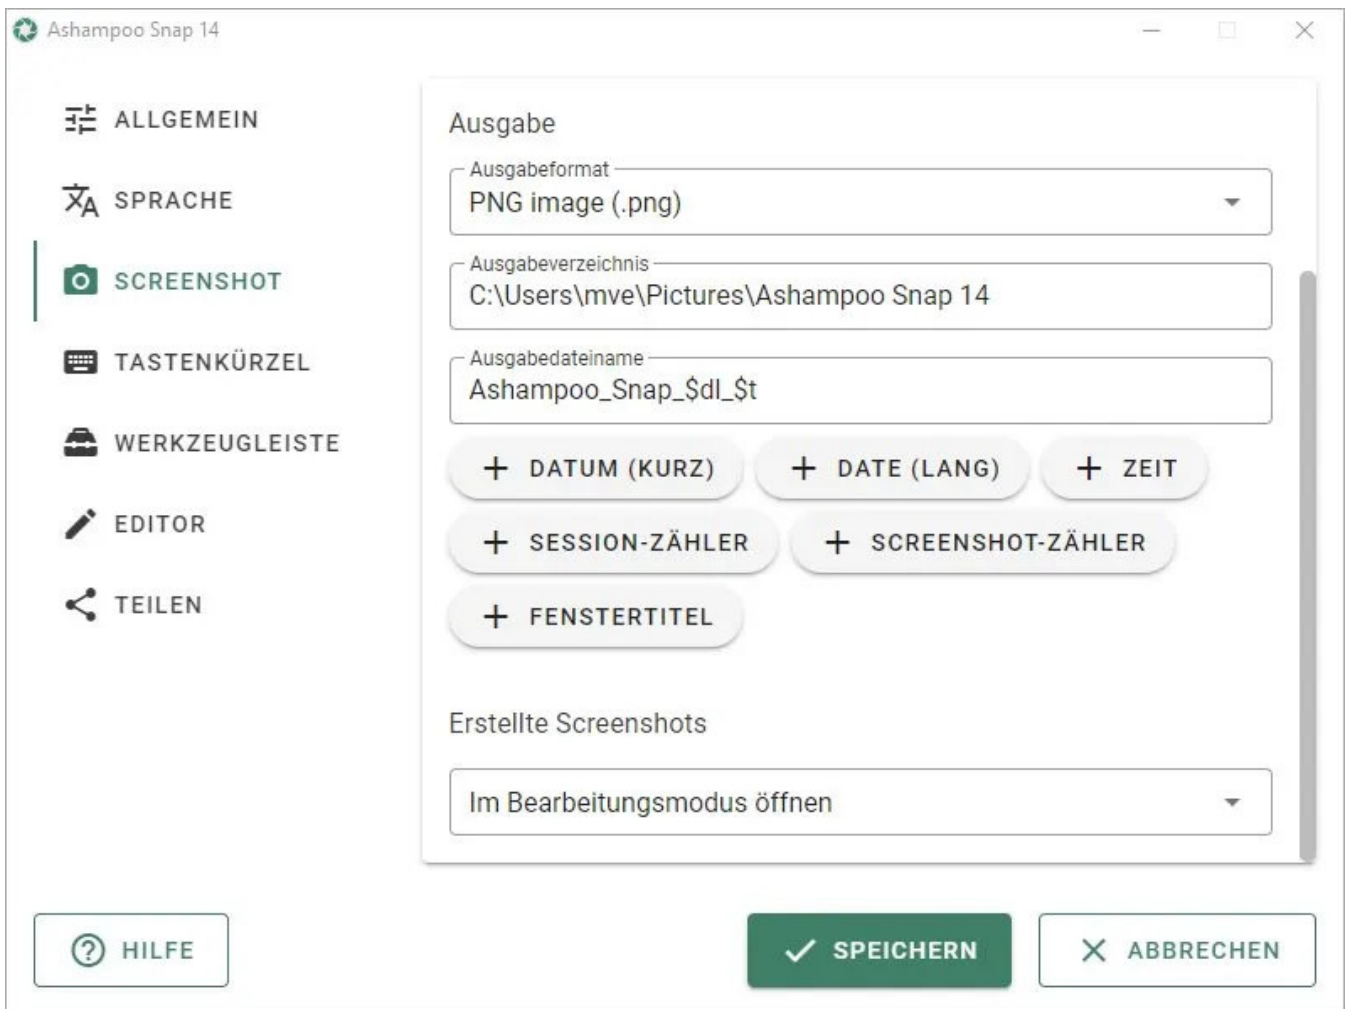 Ashampoo Snap 14
ALLGEMEIN
SPRACHE
SCREENSHOT
TASTENKÜRZEL
WERKZEUGLEISTE
EDITOR
TEILEN
Ausgabe
Ausgabeformat
PNG image (.png)
Ausgabeverzeichnis
C:\Users\mve\Pictures\Ashampoo Snap 14
Ausgabedateiname
Ashampoo_Snap_$dl_$t
+ DATUM (KURZ) + DATE (LANG) + ZEIT
+ SESSION-ZÄHLER + SCREENSHOT-ZÄHLER
+ FENSTERTITEL
Erstellte Screenshots
Im Bearbeitungsmodus öffnen
HILFE SPEICHERN ABBRECHEN